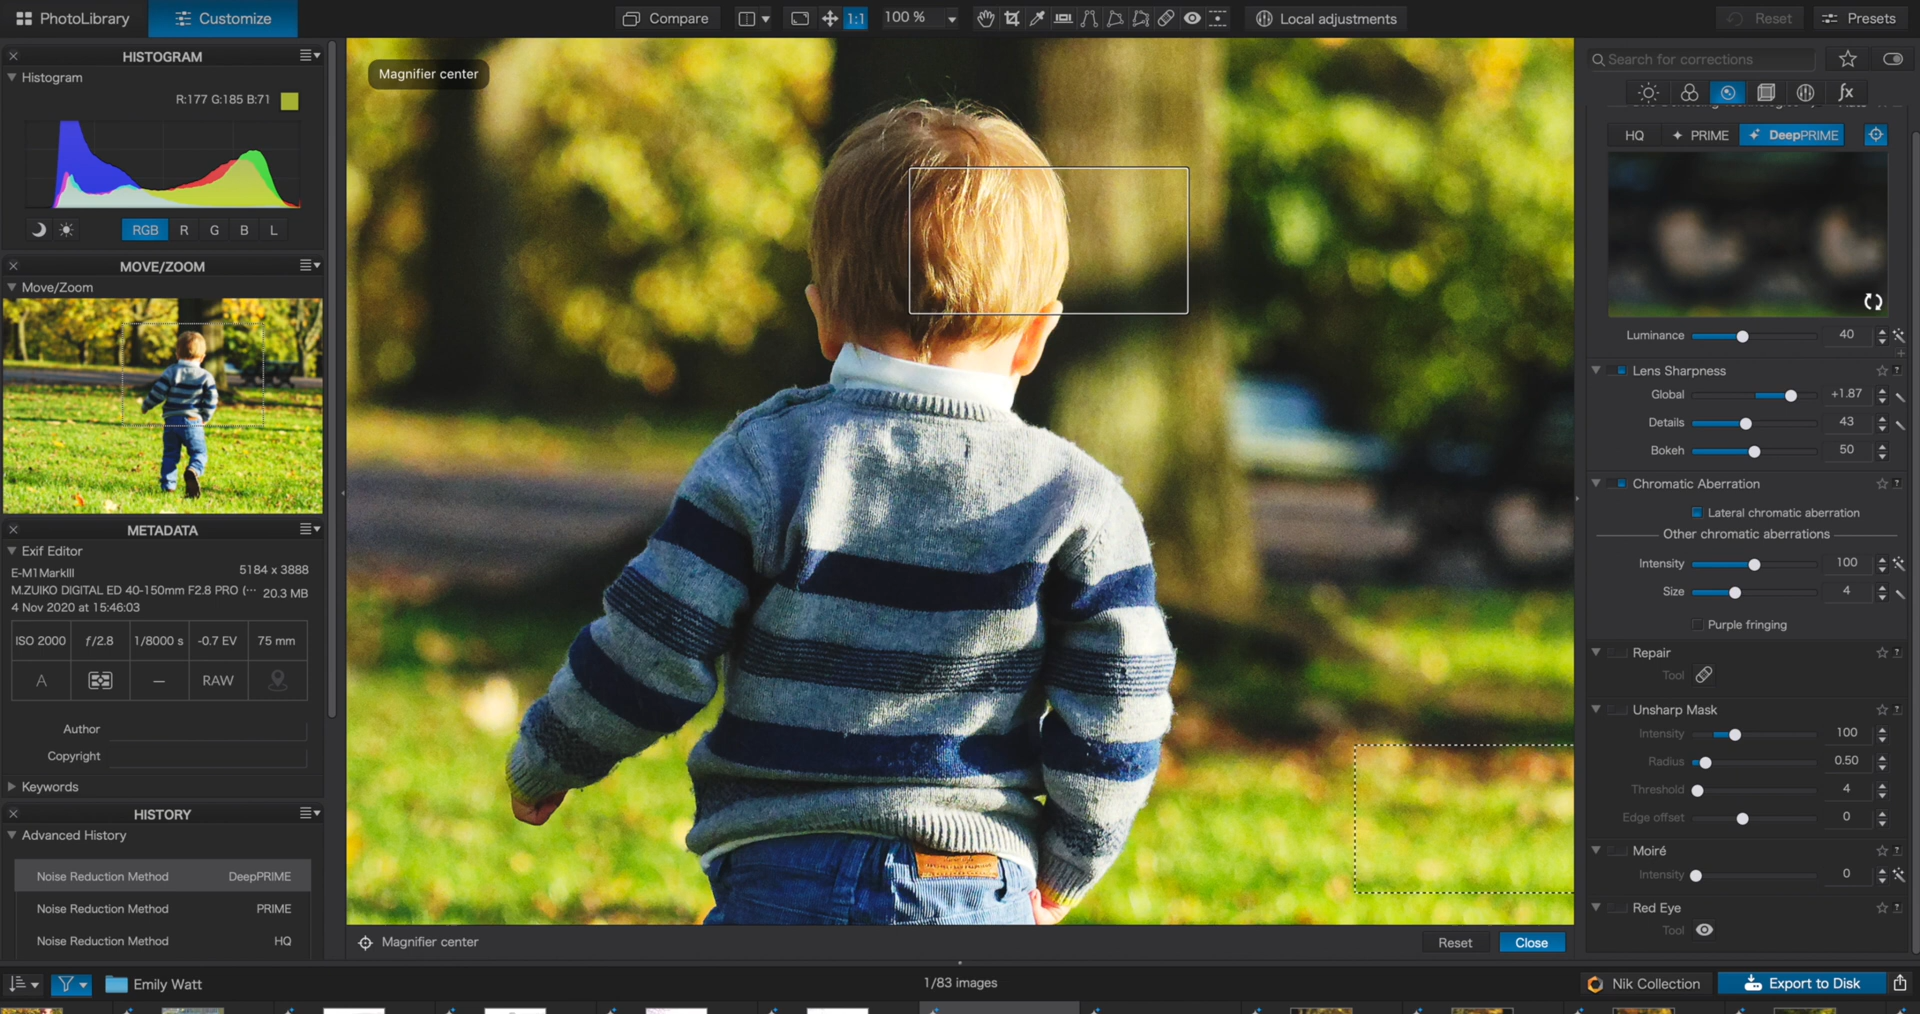 PhotoLibrary
Customize
Compare
1:1
100 %
Local adjustments
Reset
Presets
HISTOGRAM
Histogram
R:177 G:185 B:71
RGB R G B L
MOVE/ZOOM
Move/Zoom
METADATA
Exif Editor
E-M1MarkIII 5184 x 3888
M.ZUIKO DIGITAL ED 40-150mm F2.8 PRO (··· 20.3 MB
4 Nov 2020 at 15:46:03
ISO 2000 ƒ/2.8 1/8000 s -0.7 EV 75 mm
A — RAW
Author
Copyright
Keywords
HISTORY
Advanced History
Noise Reduction Method DeepPRIME
Noise Reduction Method PRIME
Noise Reduction Method HQ
Magnifier center
Magnifier center
Reset
Close
Search for corrections
fx
HQ PRIME DeepPRIME
Luminance 40
Lens Sharpness ?
Global +1.87
Details 43
Bokeh 50
Chromatic Aberration ?
Lateral chromatic aberration
Other chromatic aberrations
Intensity 100
Size 4
Purple fringing
Repair ?
Tool
Unsharp Mask ?
Intensity 100
Radius 0.50
Threshold 4
Edge offset 0
Moiré ?
Intensity 0
Red Eye ?
Tool
Emily Watt
1/83 images
Nik Collection
Export to Disk